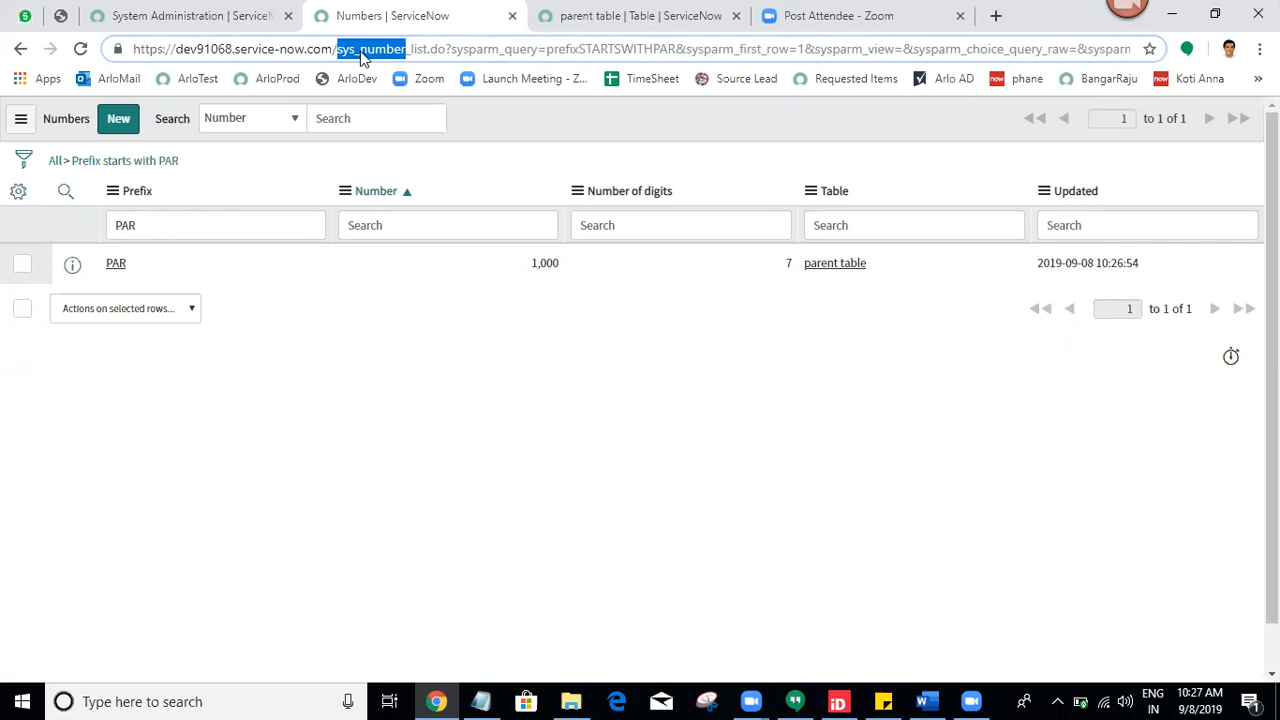 System Administration | ServiceN
Numbers | ServiceNow
parent table | Table | ServiceNow
Post Attendee - Zoom
https://dev91068.service-now.com/sys_number_list.do?sysparm_query=prefixSTARTSWITHPAR&sysparm_first_row=1&sysparm_view=&sysparm_choice_query_raw=&sysparm
Apps
ArloMail
ArloTest
ArloProd
ArloDev
Zoom
Launch Meeting - Z...
TimeSheet
Source Lead
Requested Items
Arlo AD
now phane
BangarRaju
now Koti Anna
»
Numbers New Search Number Search 1 to 1 of 1
All > Prefix starts with PAR
Prefix Number Number of digits Table Updated
PAR Search Search Search Search
PAR 1,000 7 parent table 2019-09-08 10:26:54
Actions on selected rows... 1 to 1 of 1
Type here to search
ENG 10:27 AM
IN 9/8/2019